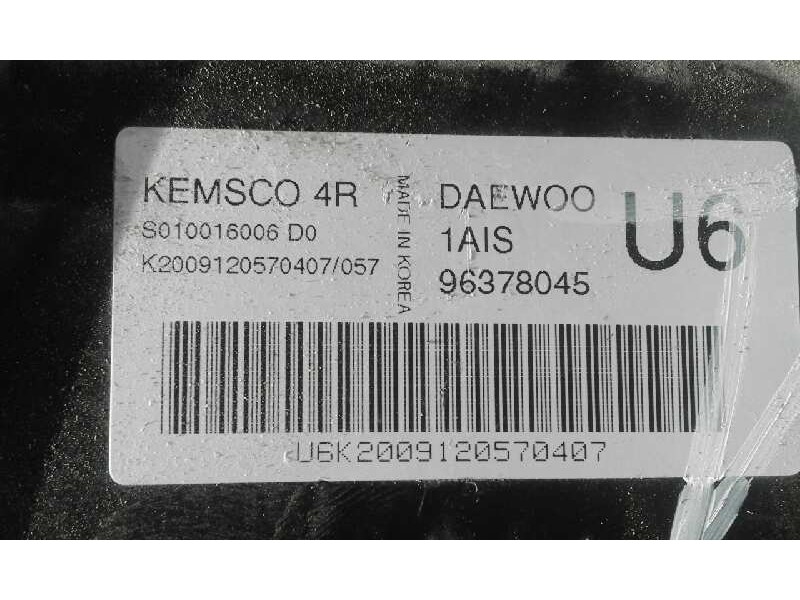 KEMSCO 4R
S010016006 D0
K2009120570407/057
MADE IN KOREA
DAEWOO
1AIS
96378045
U6
U6K2009120570407